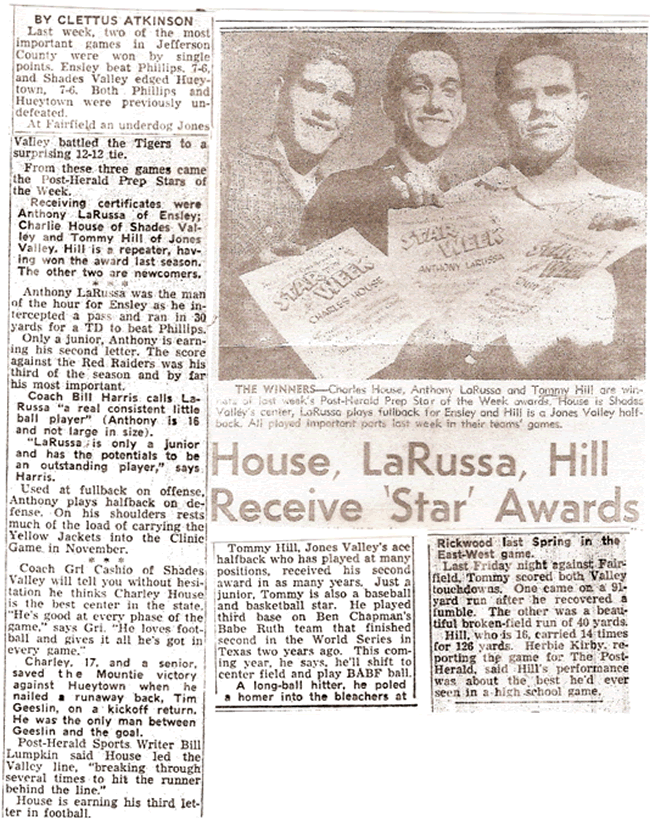 BY CLETTUS ATKINSON
Last week, two of the most
important games in Jefferson
County were won by single
points. Ensley beat Phillips, 7-6,
and Shades Valley edged Huey-
town, 7-6. Both Phillips and
Hueytown were previously un-
defeated.
At Fairfield an underdog Jones
Valley battled the Tigers to a
surprising 12-12 tie.
From these three games came
the Post-Herald Prep Stars of
the Week.
Receiving certificates were
Anthony LaRussa of Ensley;
Charlie House of Shades Val-
ley and Tommy Hill of Jones
Valley. Hill is a repeater, hav-
ing won the award last season.
The other two are newcomers.
* * *
Anthony LaRussa was the man
of the hour for Ensley as he in-
tercepted a pass and ran in 30
yards for a TD to beat Phillips.
Only a junior, Anthony is earn-
ing his second letter. The score
against the Red Raiders was his
third of the season and by far
his most important.
Coach Bill Harris calls La-
Russa "a real consistent little
ball player" (Anthony is 16
and not large in size).
"LaRussa is only a junior
and has the potentials to be
an outstanding player," says
Harris.
Used at fullback on offense,
Anthony plays halfback on de-
fense. On his shoulders rests
much of the load of carrying the
Yellow Jackets into the Clinic
Game in November.
* * *
Coach Grl Cashio of Shades
Valley will tell you without hesi-
tation he thinks Charley House
is the best center in the state.
"He's good at every phase of the
game," says Gri. "He loves foot-
ball and gives it all he's got in
every game."
Charley, 17, and a senior,
saved the Mountie victory
against Hueytown when he
nailed a runaway back, Tim
Geeslin, on a kickoff return.
He was the only man between
Geeslin and the goal.
Post-Herald Sports Writer Bill
Lumpkin said House led the
Valley line, "breaking through
several times to hit the runner
behind the line."
House is earning his third let-
ter in football.
STAR OF THE WEEK
CHARLES HOUSE
STAR WEEK
ANTHONY LARUSSA
THE WINNERS—Charles House, Anthony LaRussa and Tommy Hill are win-
ners of last week's Post-Herald Prep Star of the Week awards. House is Shades
Valley's center, LaRussa plays fullback for Ensley and Hill is a Jones Valley half-
back. All played important parts last week in their teams' games.
House, LaRussa, Hill
Receive 'Star' Awards
Tommy Hill, Jones Valley's ace
halfback who has played at many
positions, received his second
award in as many years. Just a
junior, Tommy is also a baseball
and basketball star. He played
third base on Ben Chapman's
Babe Ruth team that finished
second in the World Series in
Texas two years ago. This com-
ing year, he says, he'll shift to
center field and play BABF ball.
A long-ball hitter, he poled
a homer into the bleachers at
Rickwood last Spring in the
East-West game.
Last Friday night against Fair-
field, Tommy scored both Valley
touchdowns. One came on a 91-
yard run after he recovered a
fumble. The other was a beau-
tiful broken-field run of 40 yards.
Hill, who is 16, carried 14 times
for 126 yards. Herbie Kirby, re-
porting the game for The Post-
Herald, said Hill's performance
was about the best he'd ever
seen in a high school game.